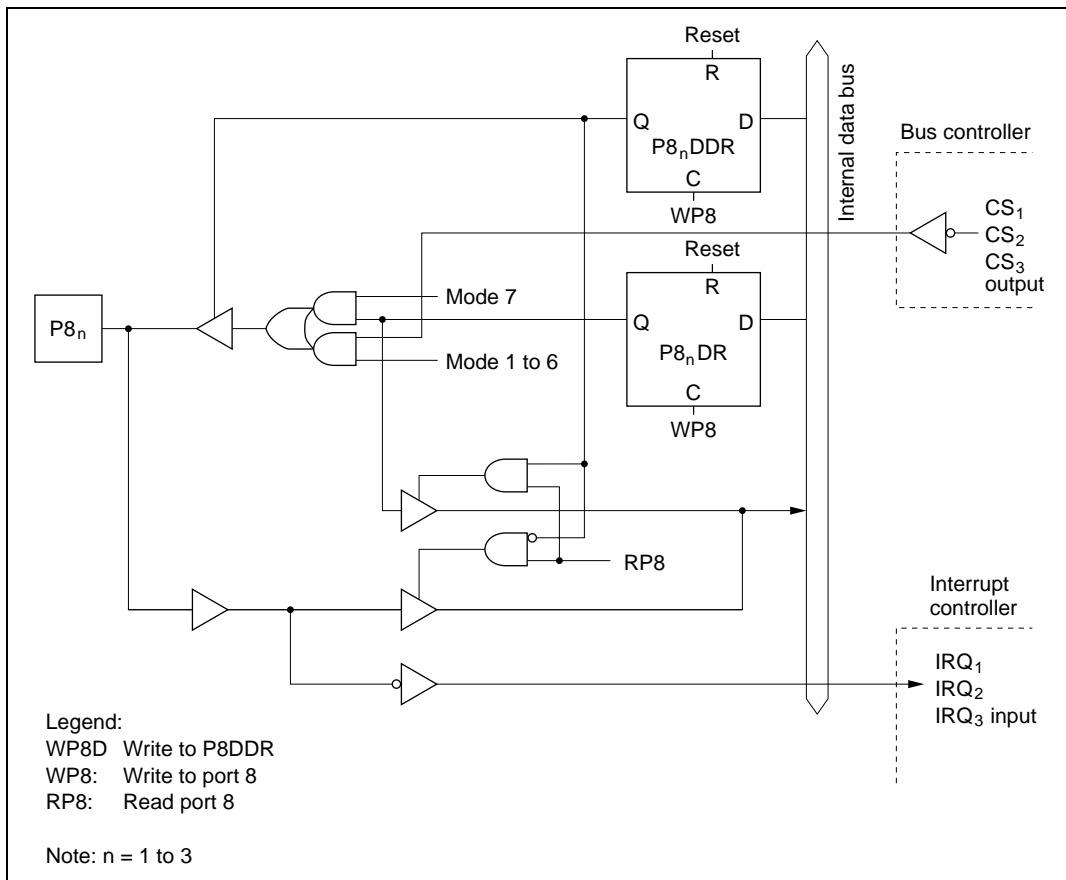 Reset
R
Q D
P8nDDR
C
WP8
Internal data bus
Bus controller
CS1
CS2
CS3
output
Reset
R
Mode 7
P8n
Q D
P8nDR
Mode 1 to 6
C
WP8
RP8
Interrupt
controller
IRQ1
IRQ2
IRQ3 input
Legend:
WP8D Write to P8DDR
WP8: Write to port 8
RP8: Read port 8
Note: n = 1 to 3